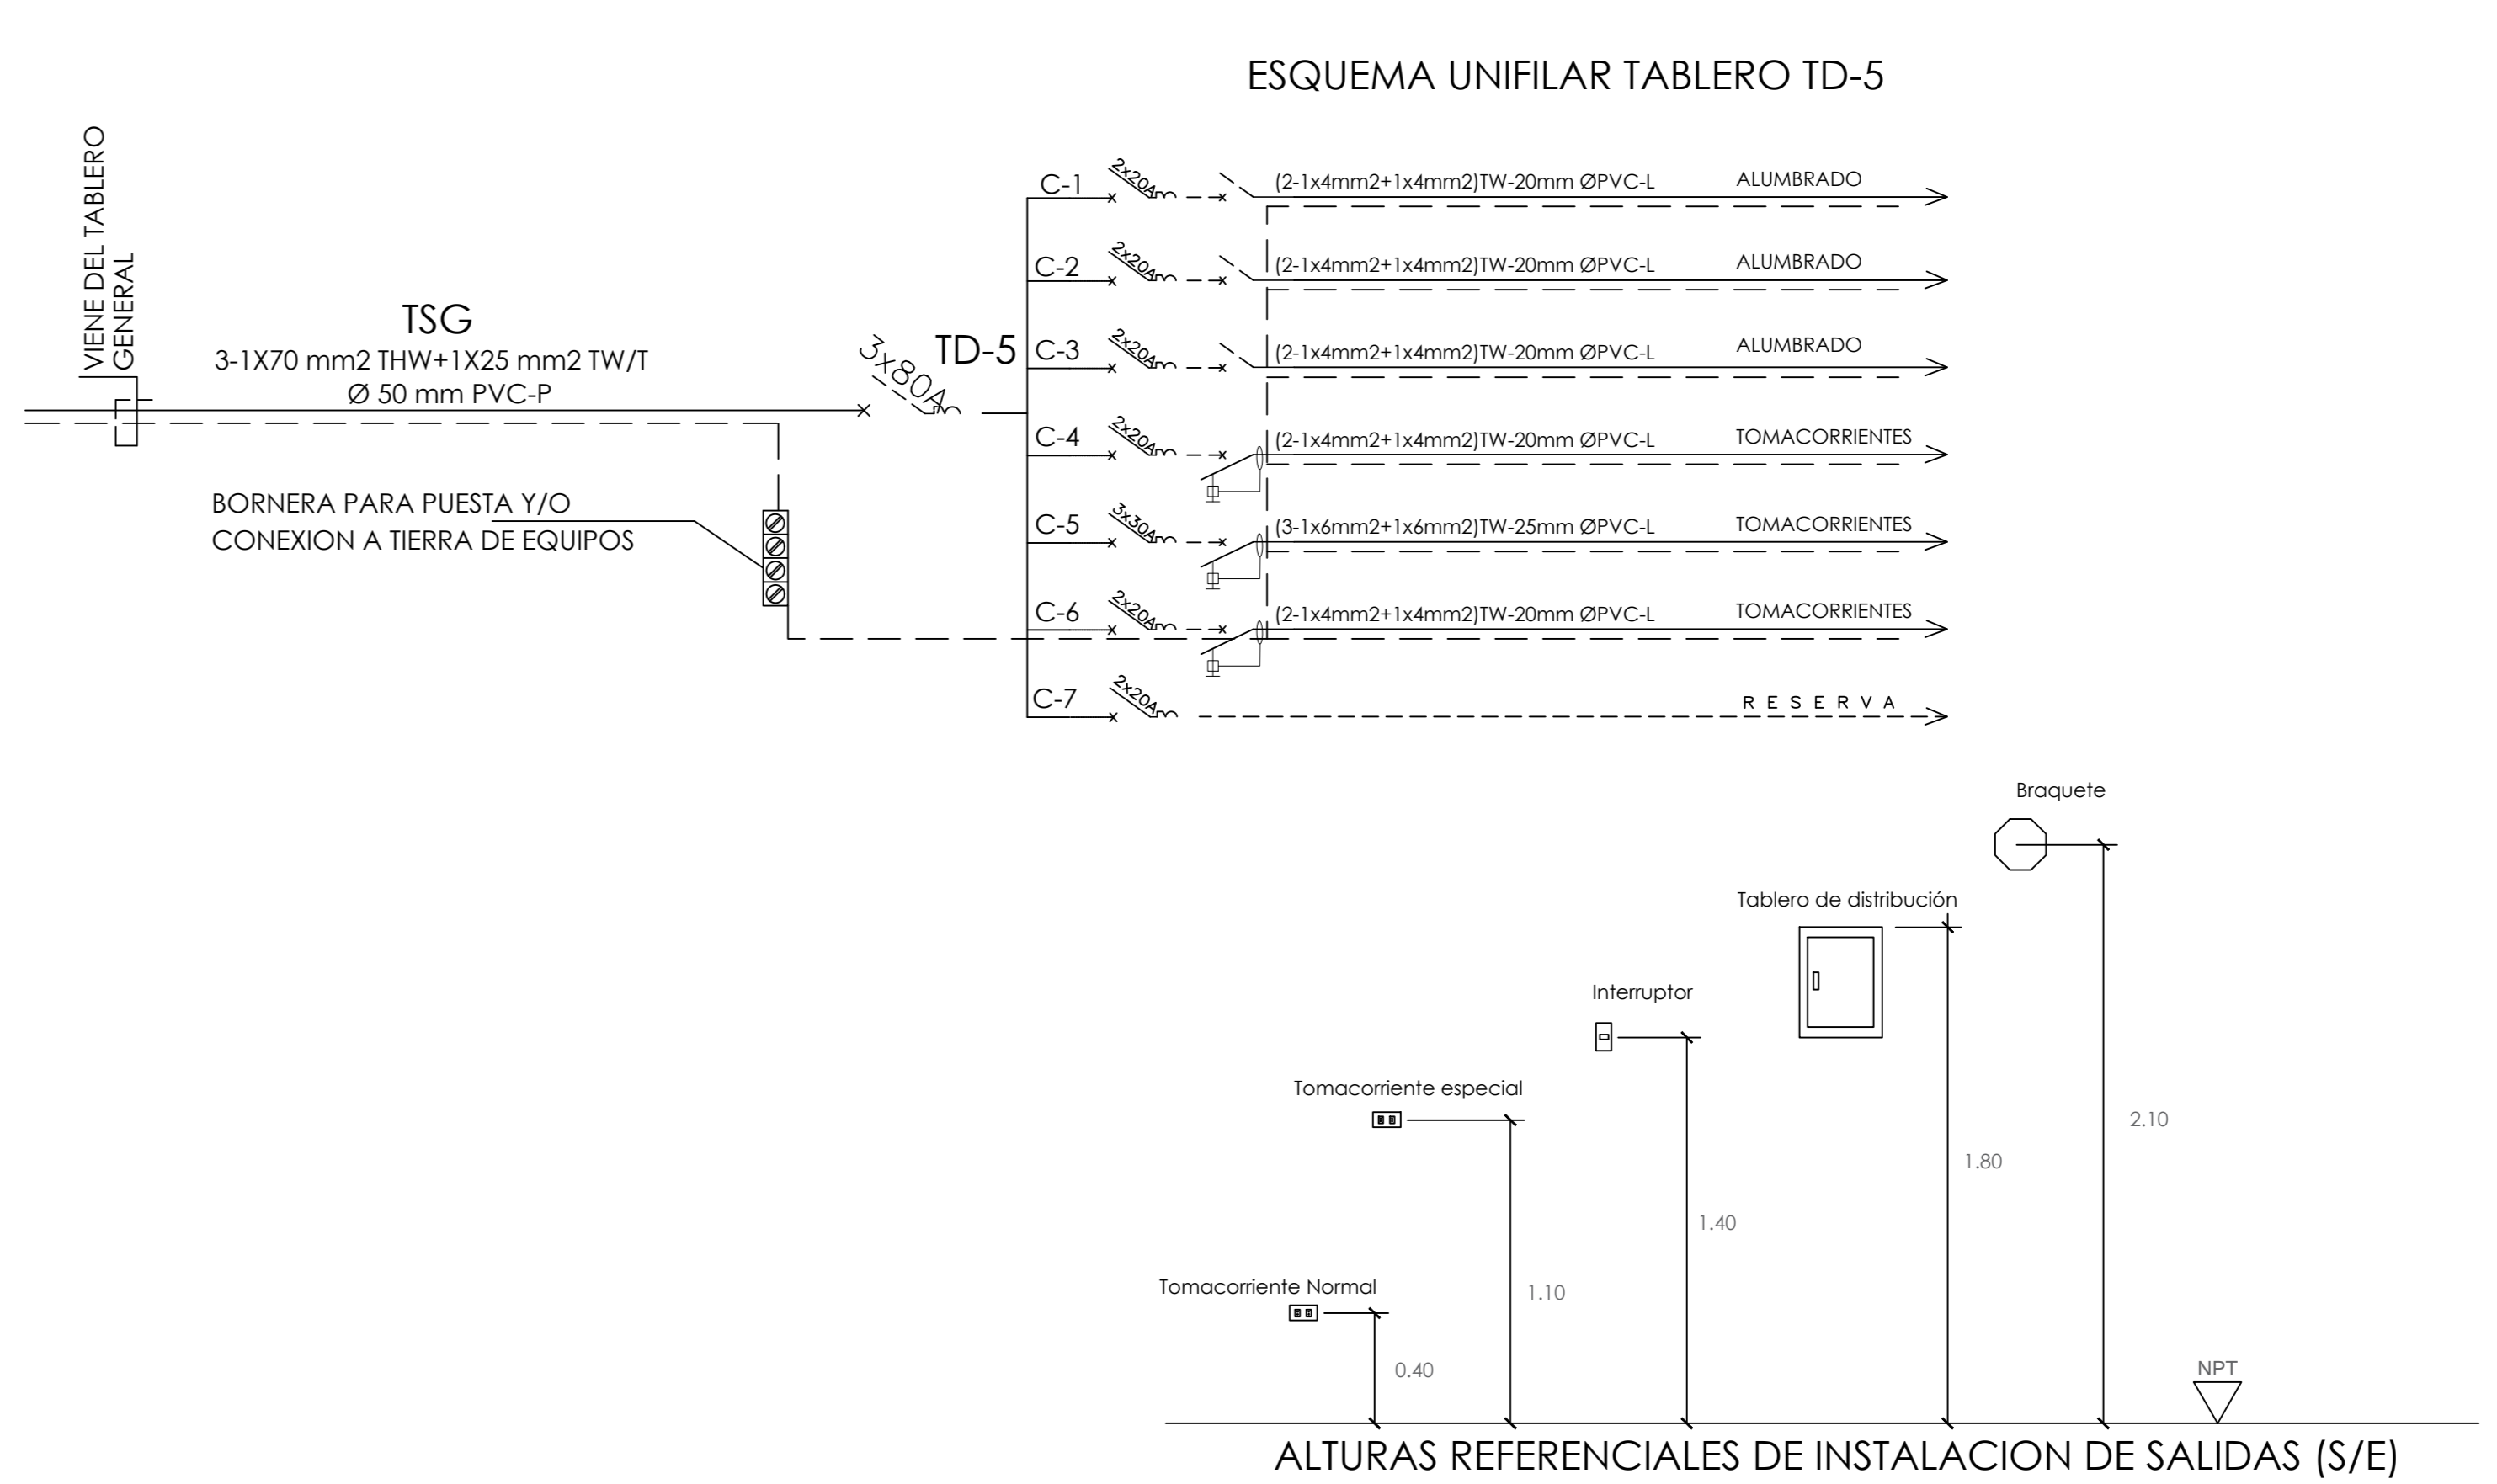 ESQUEMA UNIFILAR TABLERO TD-5
VIENE DEL TABLERO
GENERAL
TSG
3-1X70 mm2 THW+1X25 mm2 TW/T
Ø 50 mm PVC-P
3x80A
TD-5
BORNERA PARA PUESTA Y/O
CONEXION A TIERRA DE EQUIPOS
C-1 2x20A (2-1x4mm2+1x4mm2)TW-20mm ØPVC-L ALUMBRADO
C-2 2x20A (2-1x4mm2+1x4mm2)TW-20mm ØPVC-L ALUMBRADO
C-3 2x20A (2-1x4mm2+1x4mm2)TW-20mm ØPVC-L ALUMBRADO
C-4 2x20A (2-1x4mm2+1x4mm2)TW-20mm ØPVC-L TOMACORRIENTES
C-5 3x30A (3-1x6mm2+1x6mm2)TW-25mm ØPVC-L TOMACORRIENTES
C-6 2x20A (2-1x4mm2+1x4mm2)TW-20mm ØPVC-L TOMACORRIENTES
C-7 2x20A R E S E R V A
Braquete
Tablero de distribución
Interruptor
Tomacorriente especial
Tomacorriente Normal
0.40
1.10
1.40
1.80
2.10
NPT
ALTURAS REFERENCIALES DE INSTALACION DE SALIDAS (S/E)